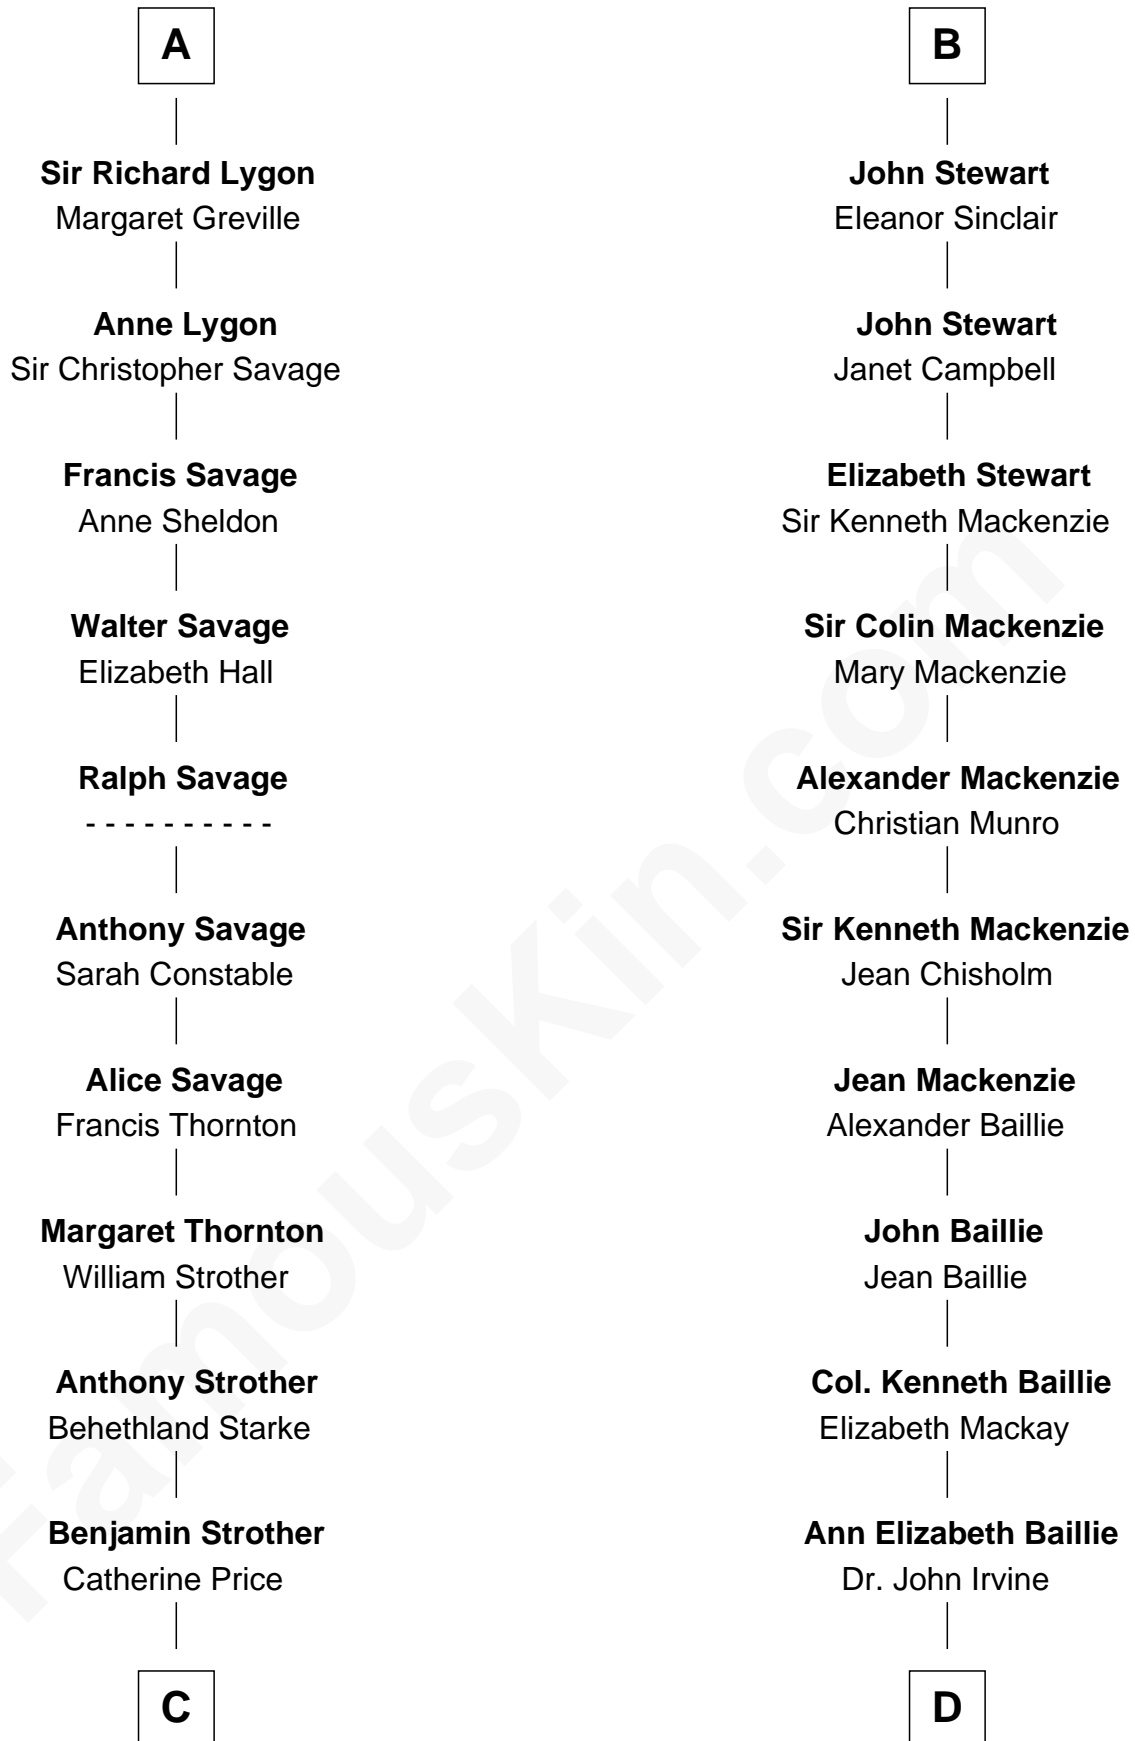 A
Sir Richard Lygon
Margaret Greville
Anne Lygon
Sir Christopher Savage
Francis Savage
Anne Sheldon
Walter Savage
Elizabeth Hall
Ralph Savage
- - - - - - - - - -
Anthony Savage
Sarah Constable
Alice Savage
Francis Thornton
Margaret Thornton
William Strother
Anthony Strother
Behethland Starke
Benjamin Strother
Catherine Price
C
B
John Stewart
Eleanor Sinclair
John Stewart
Janet Campbell
Elizabeth Stewart
Sir Kenneth Mackenzie
Sir Colin Mackenzie
Mary Mackenzie
Alexander Mackenzie
Christian Munro
Sir Kenneth Mackenzie
Jean Chisholm
Jean Mackenzie
Alexander Baillie
John Baillie
Jean Baillie
Col. Kenneth Baillie
Elizabeth Mackay
Ann Elizabeth Baillie
Dr. John Irvine
D
FamousKin.com